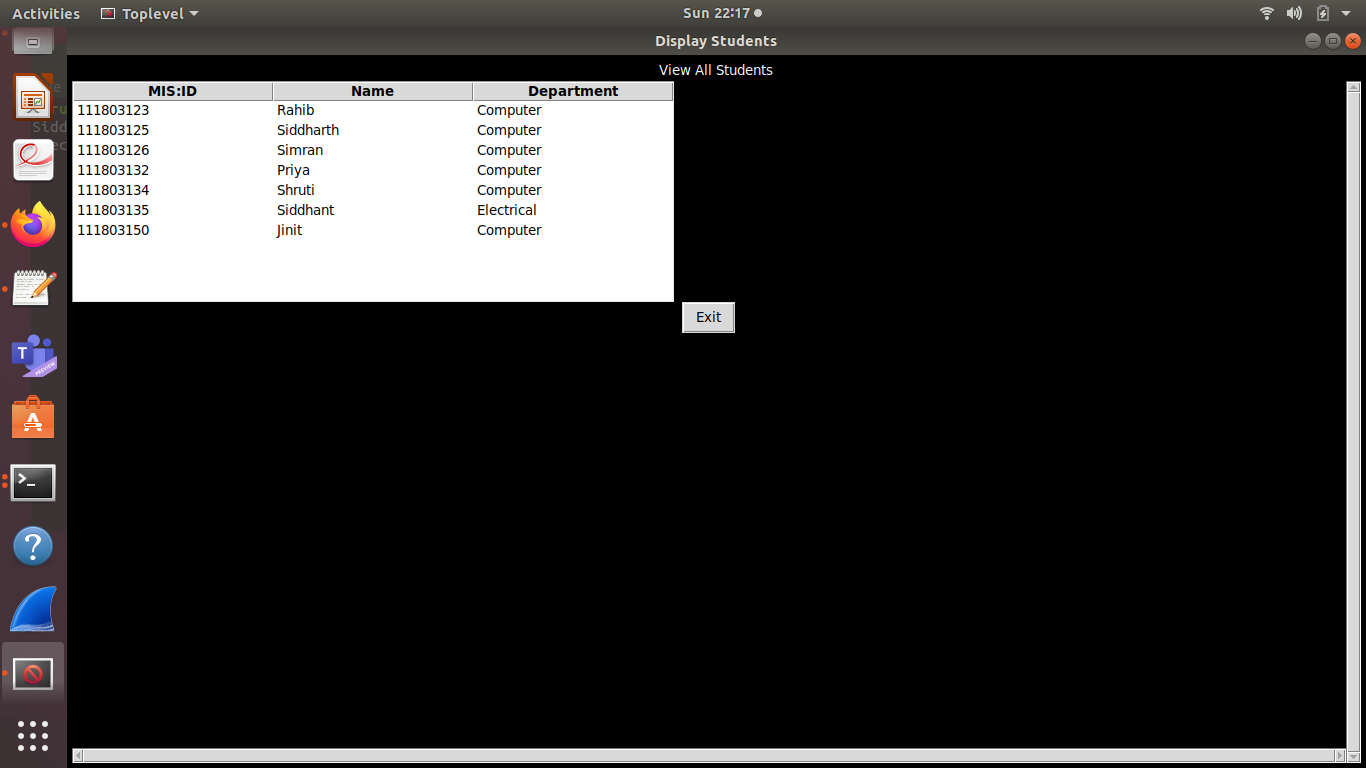 Activities Toplevel Sun 22:17
Display Students
View All Students
MIS:ID Name Department
111803123 Rahib Computer
111803125 Siddharth Computer
111803126 Simran Computer
111803132 Priya Computer
111803134 Shruti Computer
111803135 Siddhant Electrical
111803150 Jinit Computer
Exit
T
PREVIEW